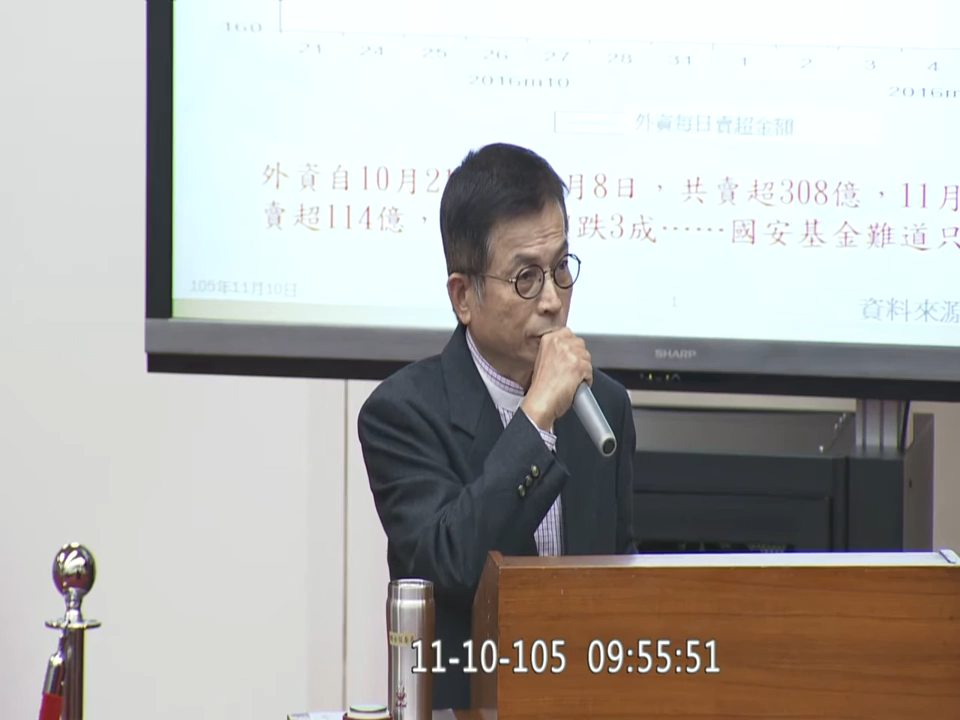 160
21 24 25 26 27 28 31 1 2 3 4
2016m10 2016m
外資每日賣超金額
外資自10月21 月8日，共賣超308億，11月
賣超114億， 跌3成……國安基金難道只
105年11月10日 1 資料來源
SHARP
11-10-105 09:55:51